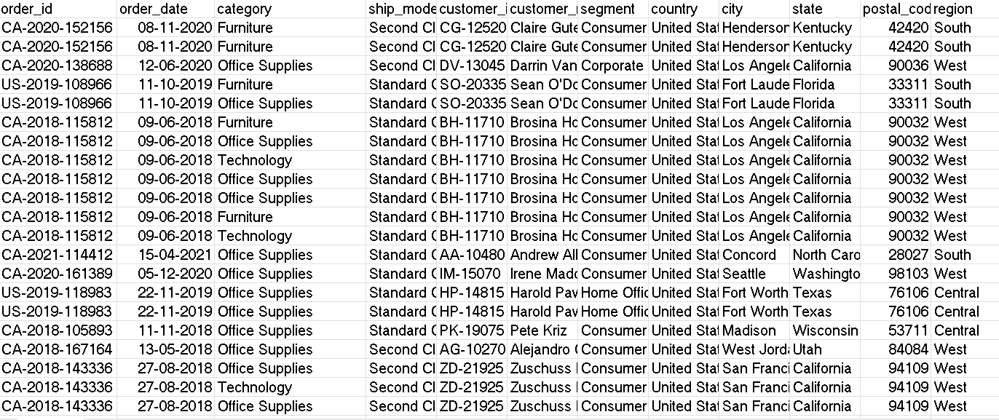 order_id order_date category ship_mode customer_i customer_ segment country city state postal_cod region
CA-2020-152156 08-11-2020 Furniture Second Cl CG-12520 Claire Gute Consumer United Stat Henderson Kentucky 42420 South
CA-2020-152156 08-11-2020 Furniture Second Cl CG-12520 Claire Gute Consumer United Stat Henderson Kentucky 42420 South
CA-2020-138688 12-06-2020 Office Supplies Second Cl DV-13045 Darrin Van Corporate United Stat Los Angele California 90036 West
US-2019-108966 11-10-2019 Furniture Standard C SO-20335 Sean O'Do Consumer United Stat Fort Laude Florida 33311 South
US-2019-108966 11-10-2019 Office Supplies Standard C SO-20335 Sean O'Do Consumer United Stat Fort Laude Florida 33311 South
CA-2018-115812 09-06-2018 Furniture Standard C BH-11710 Brosina Ho Consumer United Stat Los Angele California 90032 West
CA-2018-115812 09-06-2018 Office Supplies Standard C BH-11710 Brosina Ho Consumer United Stat Los Angele California 90032 West
CA-2018-115812 09-06-2018 Technology Standard C BH-11710 Brosina Ho Consumer United Stat Los Angele California 90032 West
CA-2018-115812 09-06-2018 Office Supplies Standard C BH-11710 Brosina Ho Consumer United Stat Los Angele California 90032 West
CA-2018-115812 09-06-2018 Office Supplies Standard C BH-11710 Brosina Ho Consumer United Stat Los Angele California 90032 West
CA-2018-115812 09-06-2018 Furniture Standard C BH-11710 Brosina Ho Consumer United Stat Los Angele California 90032 West
CA-2018-115812 09-06-2018 Technology Standard C BH-11710 Brosina Ho Consumer United Stat Los Angele California 90032 West
CA-2021-114412 15-04-2021 Office Supplies Standard C AA-10480 Andrew All Consumer United Stat Concord North Caro 28027 South
CA-2020-161389 05-12-2020 Office Supplies Standard C IM-15070 Irene Madd Consumer United Stat Seattle Washingto 98103 West
US-2019-118983 22-11-2019 Office Supplies Standard C HP-14815 Harold Paw Home Offic United Stat Fort Worth Texas 76106 Central
US-2019-118983 22-11-2019 Office Supplies Standard C HP-14815 Harold Paw Home Offic United Stat Fort Worth Texas 76106 Central
CA-2018-105893 11-11-2018 Office Supplies Standard C PK-19075 Pete Kriz Consumer United Stat Madison Wisconsin 53711 Central
CA-2018-167164 13-05-2018 Office Supplies Second Cl AG-10270 Alejandro Consumer United Stat West Jorda Utah 84084 West
CA-2018-143336 27-08-2018 Office Supplies Second Cl ZD-21925 Zuschuss Consumer United Stat San Franci California 94109 West
CA-2018-143336 27-08-2018 Technology Second Cl ZD-21925 Zuschuss Consumer United Stat San Franci California 94109 West
CA-2018-143336 27-08-2018 Office Supplies Second Cl ZD-21925 Zuschuss Consumer United Stat San Franci California 94109 West